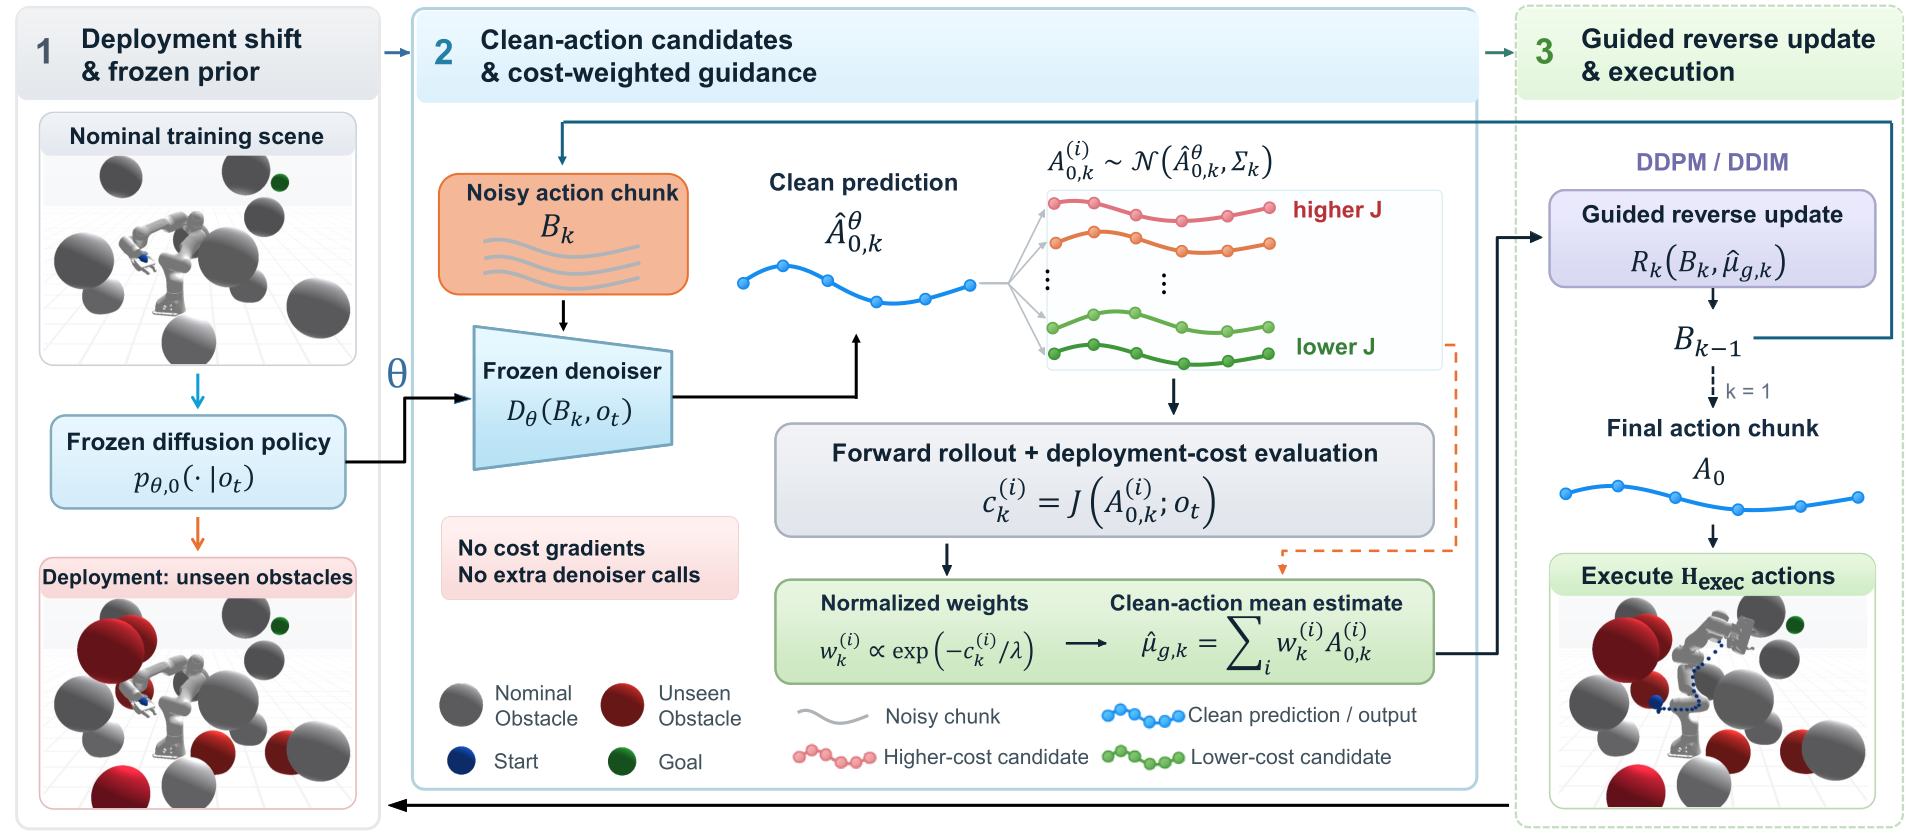 1
Deployment shift
& frozen prior
Nominal training scene
Frozen diffusion policy
p_{θ,0}(· |o_t)
Deployment: unseen obstacles
θ
2
Clean-action candidates
& cost-weighted guidance
Noisy action chunk
B_k
Frozen denoiser
D_θ(B_k, o_t)
Clean prediction
Â^θ_{0,k}
A^{(i)}_{0,k} ~ 𝒩(Â^θ_{0,k}, Σ_k)
higher J
⋮ ⋮
lower J
Forward rollout + deployment-cost evaluation
c_k^{(i)} = J(A^{(i)}_{0,k}; o_t)
No cost gradients
No extra denoiser calls
Normalized weights
w_k^{(i)} ∝ exp(−c_k^{(i)}/λ)
Clean-action mean estimate
μ̂_{g,k} = ∑_i w_k^{(i)} A^{(i)}_{0,k}
Nominal
Obstacle
Unseen
Obstacle
Start
Goal
Noisy chunk
Clean prediction / output
Higher-cost candidate
Lower-cost candidate
3
Guided reverse update
& execution
DDPM / DDIM
Guided reverse update
R_k(B_k, μ̂_{g,k})
B_{k−1}
k = 1
Final action chunk
A_0
Execute H_exec actions